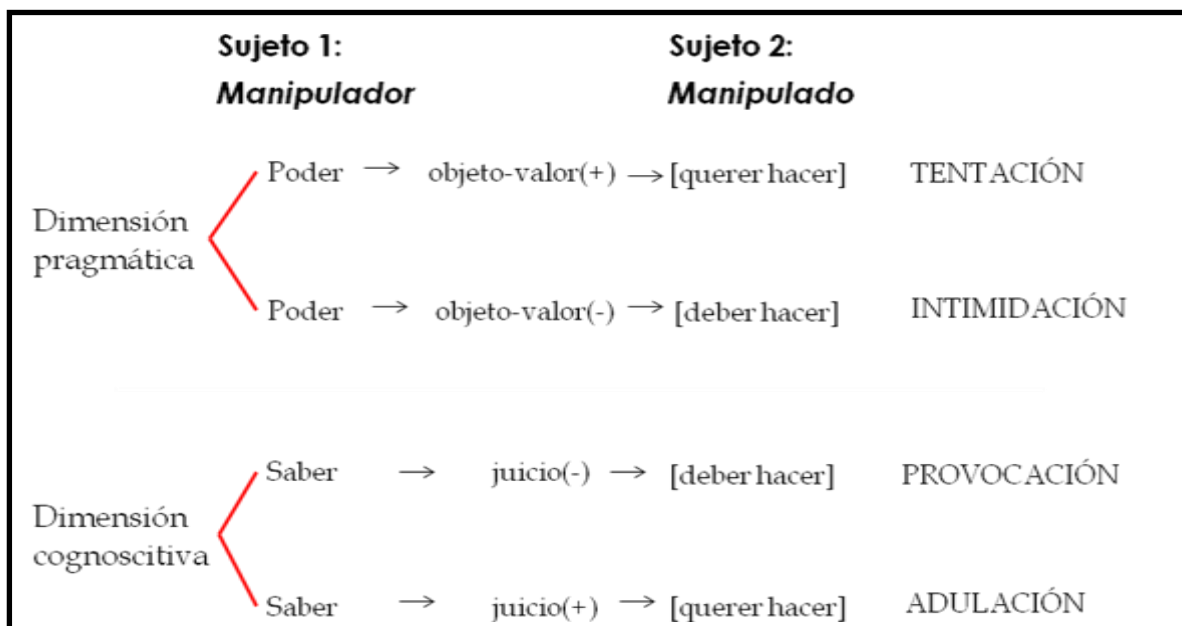 Sujeto 1: Sujeto 2:
Manipulador Manipulado
Poder → objeto-valor(+) → [querer hacer] TENTACIÓN
Dimensión
pragmática
Poder → objeto-valor(-) → [deber hacer] INTIMIDACIÓN
Saber → juicio(-) → [deber hacer] PROVOCACIÓN
Dimensión
cognoscitiva
Saber → juicio(+) → [querer hacer] ADULACIÓN